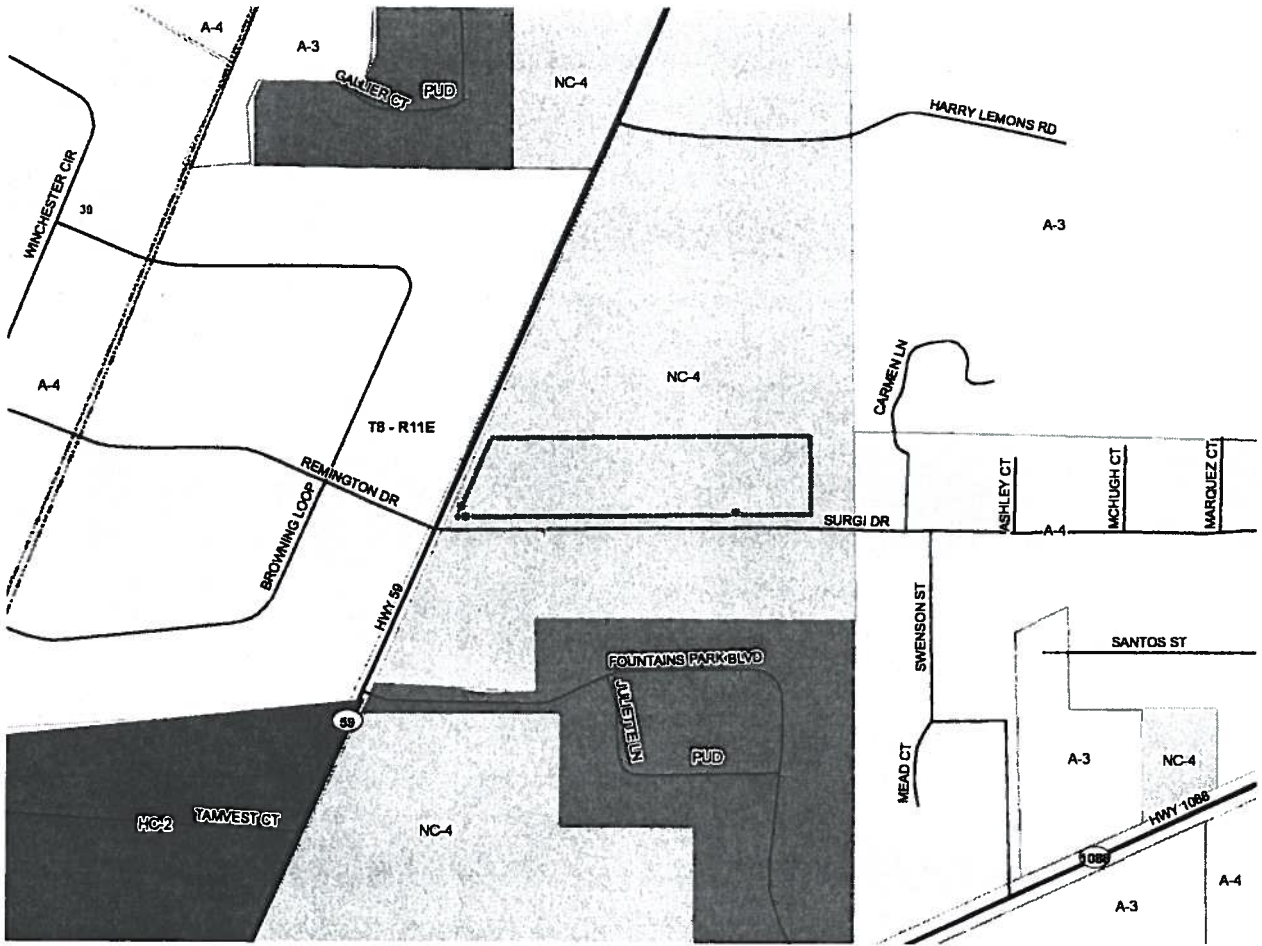 A-4
A-3
GALLIER CT
PUD
NC-4
HARRY LEMONS RD
WINCHESTER CIR
39
A-3
A-4
NC-4
CARMEN LN
T8 - R11E
REMINGTON DR
BROWNING LOOP
SURGI DR
ASHLEY CT
MCHUGH CT
MARQUEZ CT
A-4
HWY 59
SWENSON ST
SANTOS ST
FOUNTAINS PARK BLVD
JULIETTE LN
PUD
59
MEAD CT
A-3
NC-4
HWY 1088
HC-2
TAMVEST CT
NC-4
1088
A-3
A-4